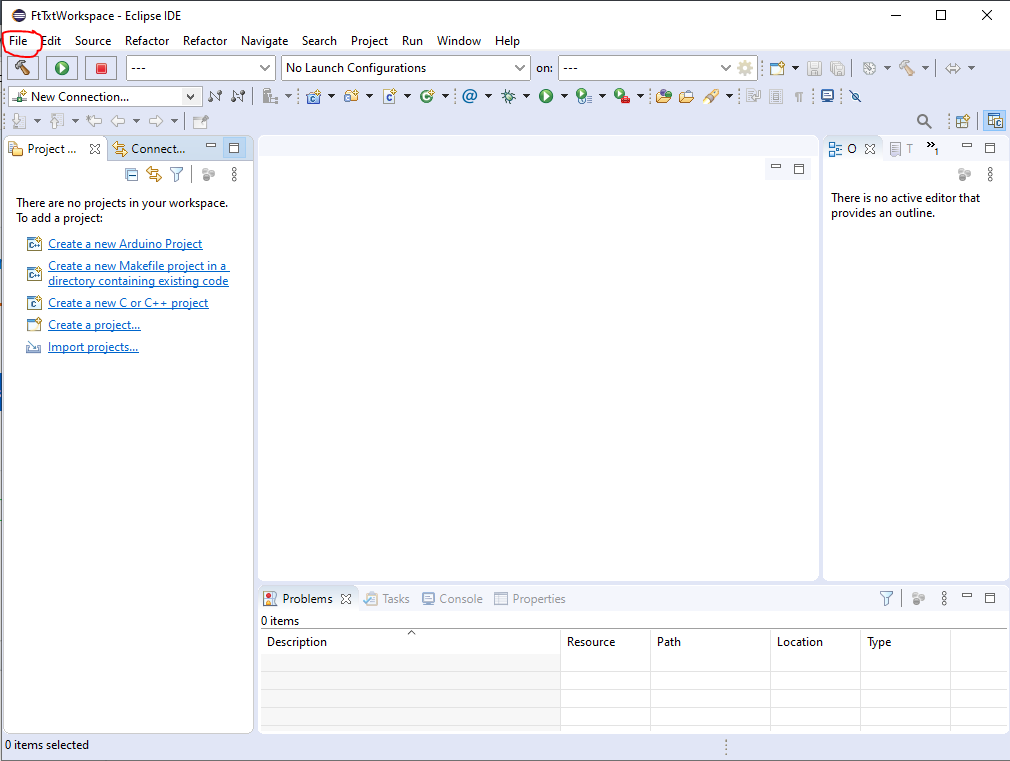 FtTxtWorkspace - Eclipse IDE
File Edit Source Refactor Refactor Navigate Search Project Run Window Help
--- No Launch Configurations on: ---
New Connection...
Project ... Connect...
O T »1
There are no projects in your workspace.
To add a project:
Create a new Arduino Project
Create a new Makefile project in a
directory containing existing code
Create a new C or C++ project
Create a project...
Import projects...
There is no active editor that
provides an outline.
Problems Tasks Console Properties
0 items
Description Resource Path Location Type
0 items selected